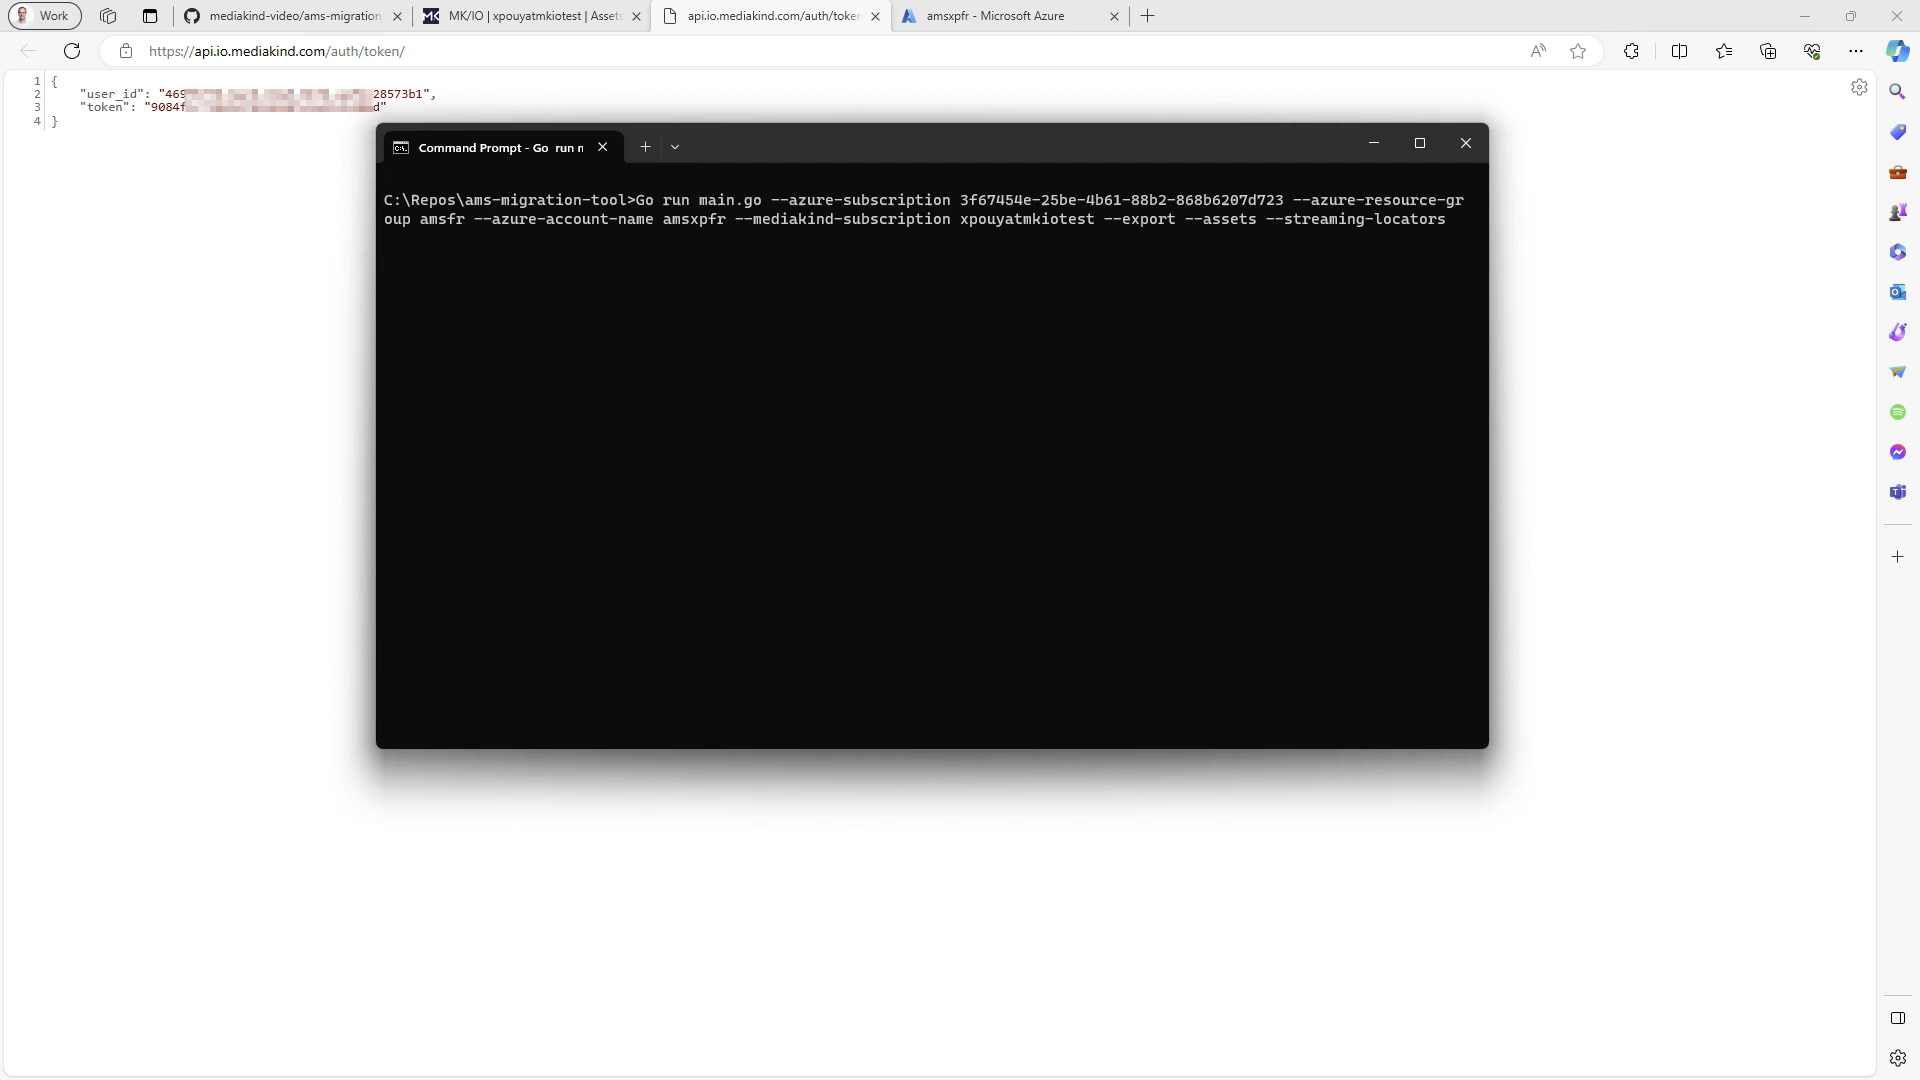 Work
mediakind-video/ams-migration
MK/IO | xpouyatmkiotest | Assets
api.io.mediakind.com/auth/token
amsxpfr - Microsoft Azure
https://api.io.mediakind.com/auth/token/
1 {
2 "user_id": "469 28573b1",
3 "token": "9084f d"
4 }
Command Prompt - Go run n
C:\Repos\ams-migration-tool>Go run main.go --azure-subscription 3f67454e-25be-4b61-88b2-868b6207d723 --azure-resource-gr
oup amsfr --azure-account-name amsxpfr --mediakind-subscription xpouyatmkiotest --export --assets --streaming-locators